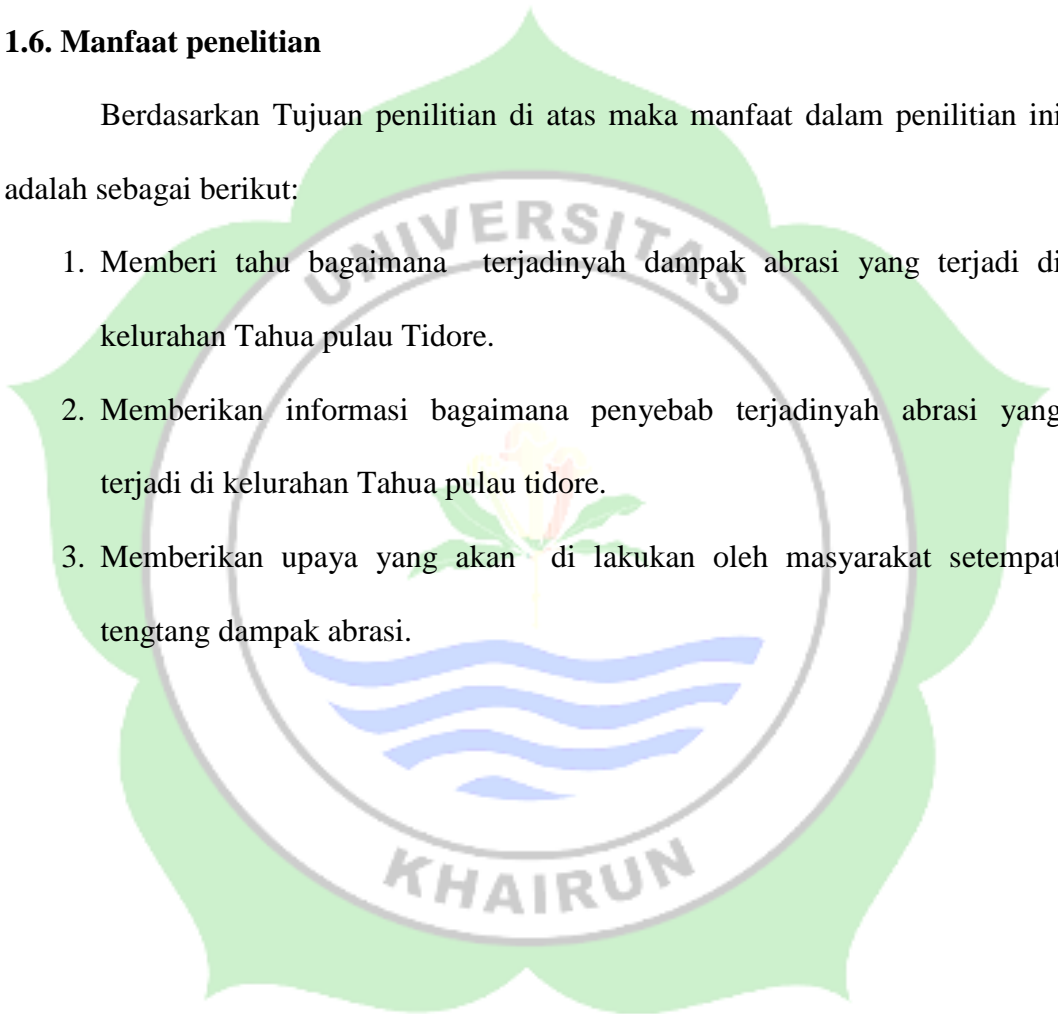 1.6. Manfaat penelitian
Berdasarkan Tujuan penilitian di atas maka manfaat dalam penilitian ini
adalah sebagai berikut:
UNIVERSITAS
1. Memberi tahu bagaimana terjadinyah dampak abrasi yang terjadi di
kelurahan Tahua pulau Tidore.
2. Memberikan informasi bagaimana penyebab terjadinyah abrasi yang
terjadi di kelurahan Tahua pulau tidore.
3. Memberikan upaya yang akan di lakukan oleh masyarakat setempat
tengtang dampak abrasi.
KHAIRUN